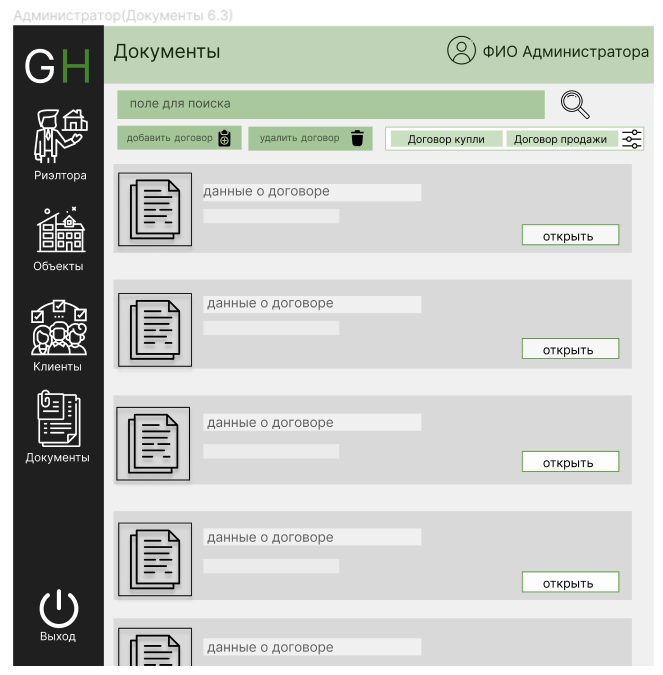 Администратор(Документы 6.3)
GH
Документы
ФИО Администратора
поле для поиска
добавить договор
удалить договор
Договор купли
Договор продажи
Риэлтора
Объекты
Клиенты
Документы
Выход
данные о договоре
открыть
данные о договоре
открыть
данные о договоре
открыть
данные о договоре
открыть
данные о договоре